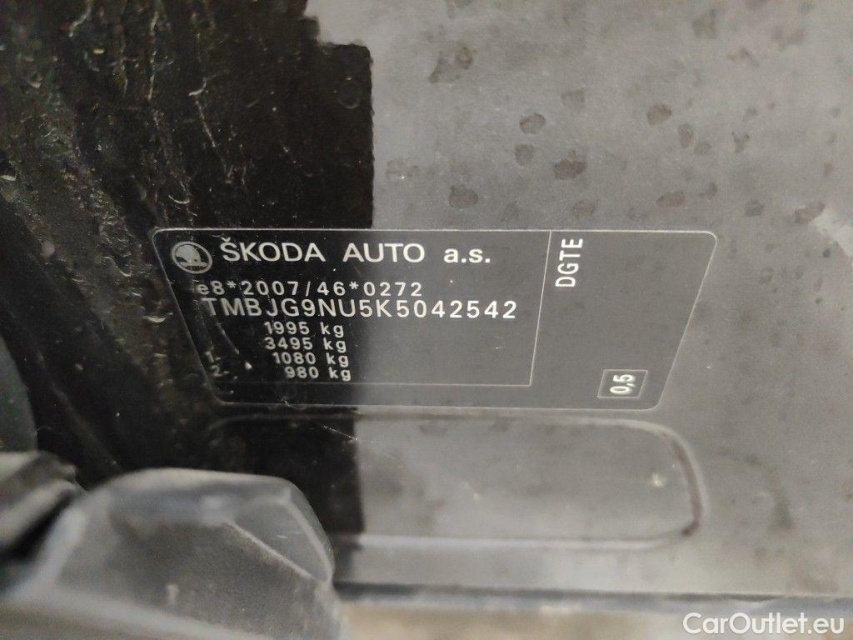 ŠKODA AUTO a.s.
e8*2007/46*0272
TMBJG9NU5K5042542
1995 kg
3495 kg
1. 1080 kg
2. 980 kg
DGTE
0,5
CarOutlet.eu